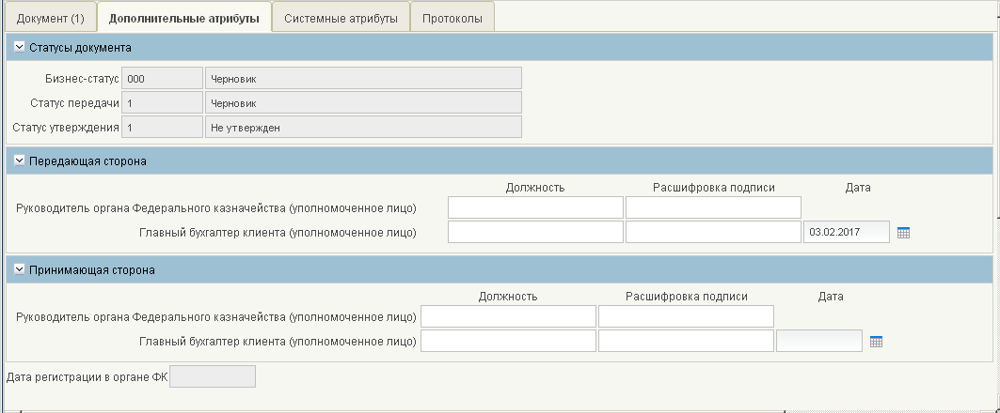 Документ (1) Дополнительные атрибуты Системные атрибуты Протоколы
Статусы документа
Бизнес-статус 000 Черновик
Статус передачи 1 Черновик
Статус утверждения 1 Не утвержден
Передающая сторона
Должность Расшифровка подписи Дата
Руководитель органа Федерального казначейства (уполномоченное лицо)
Главный бухгалтер клиента (уполномоченное лицо) 03.02.2017
Принимающая сторона
Должность Расшифровка подписи Дата
Руководитель органа Федерального казначейства (уполномоченное лицо)
Главный бухгалтер клиента (уполномоченное лицо)
Дата регистрации в органе ФК